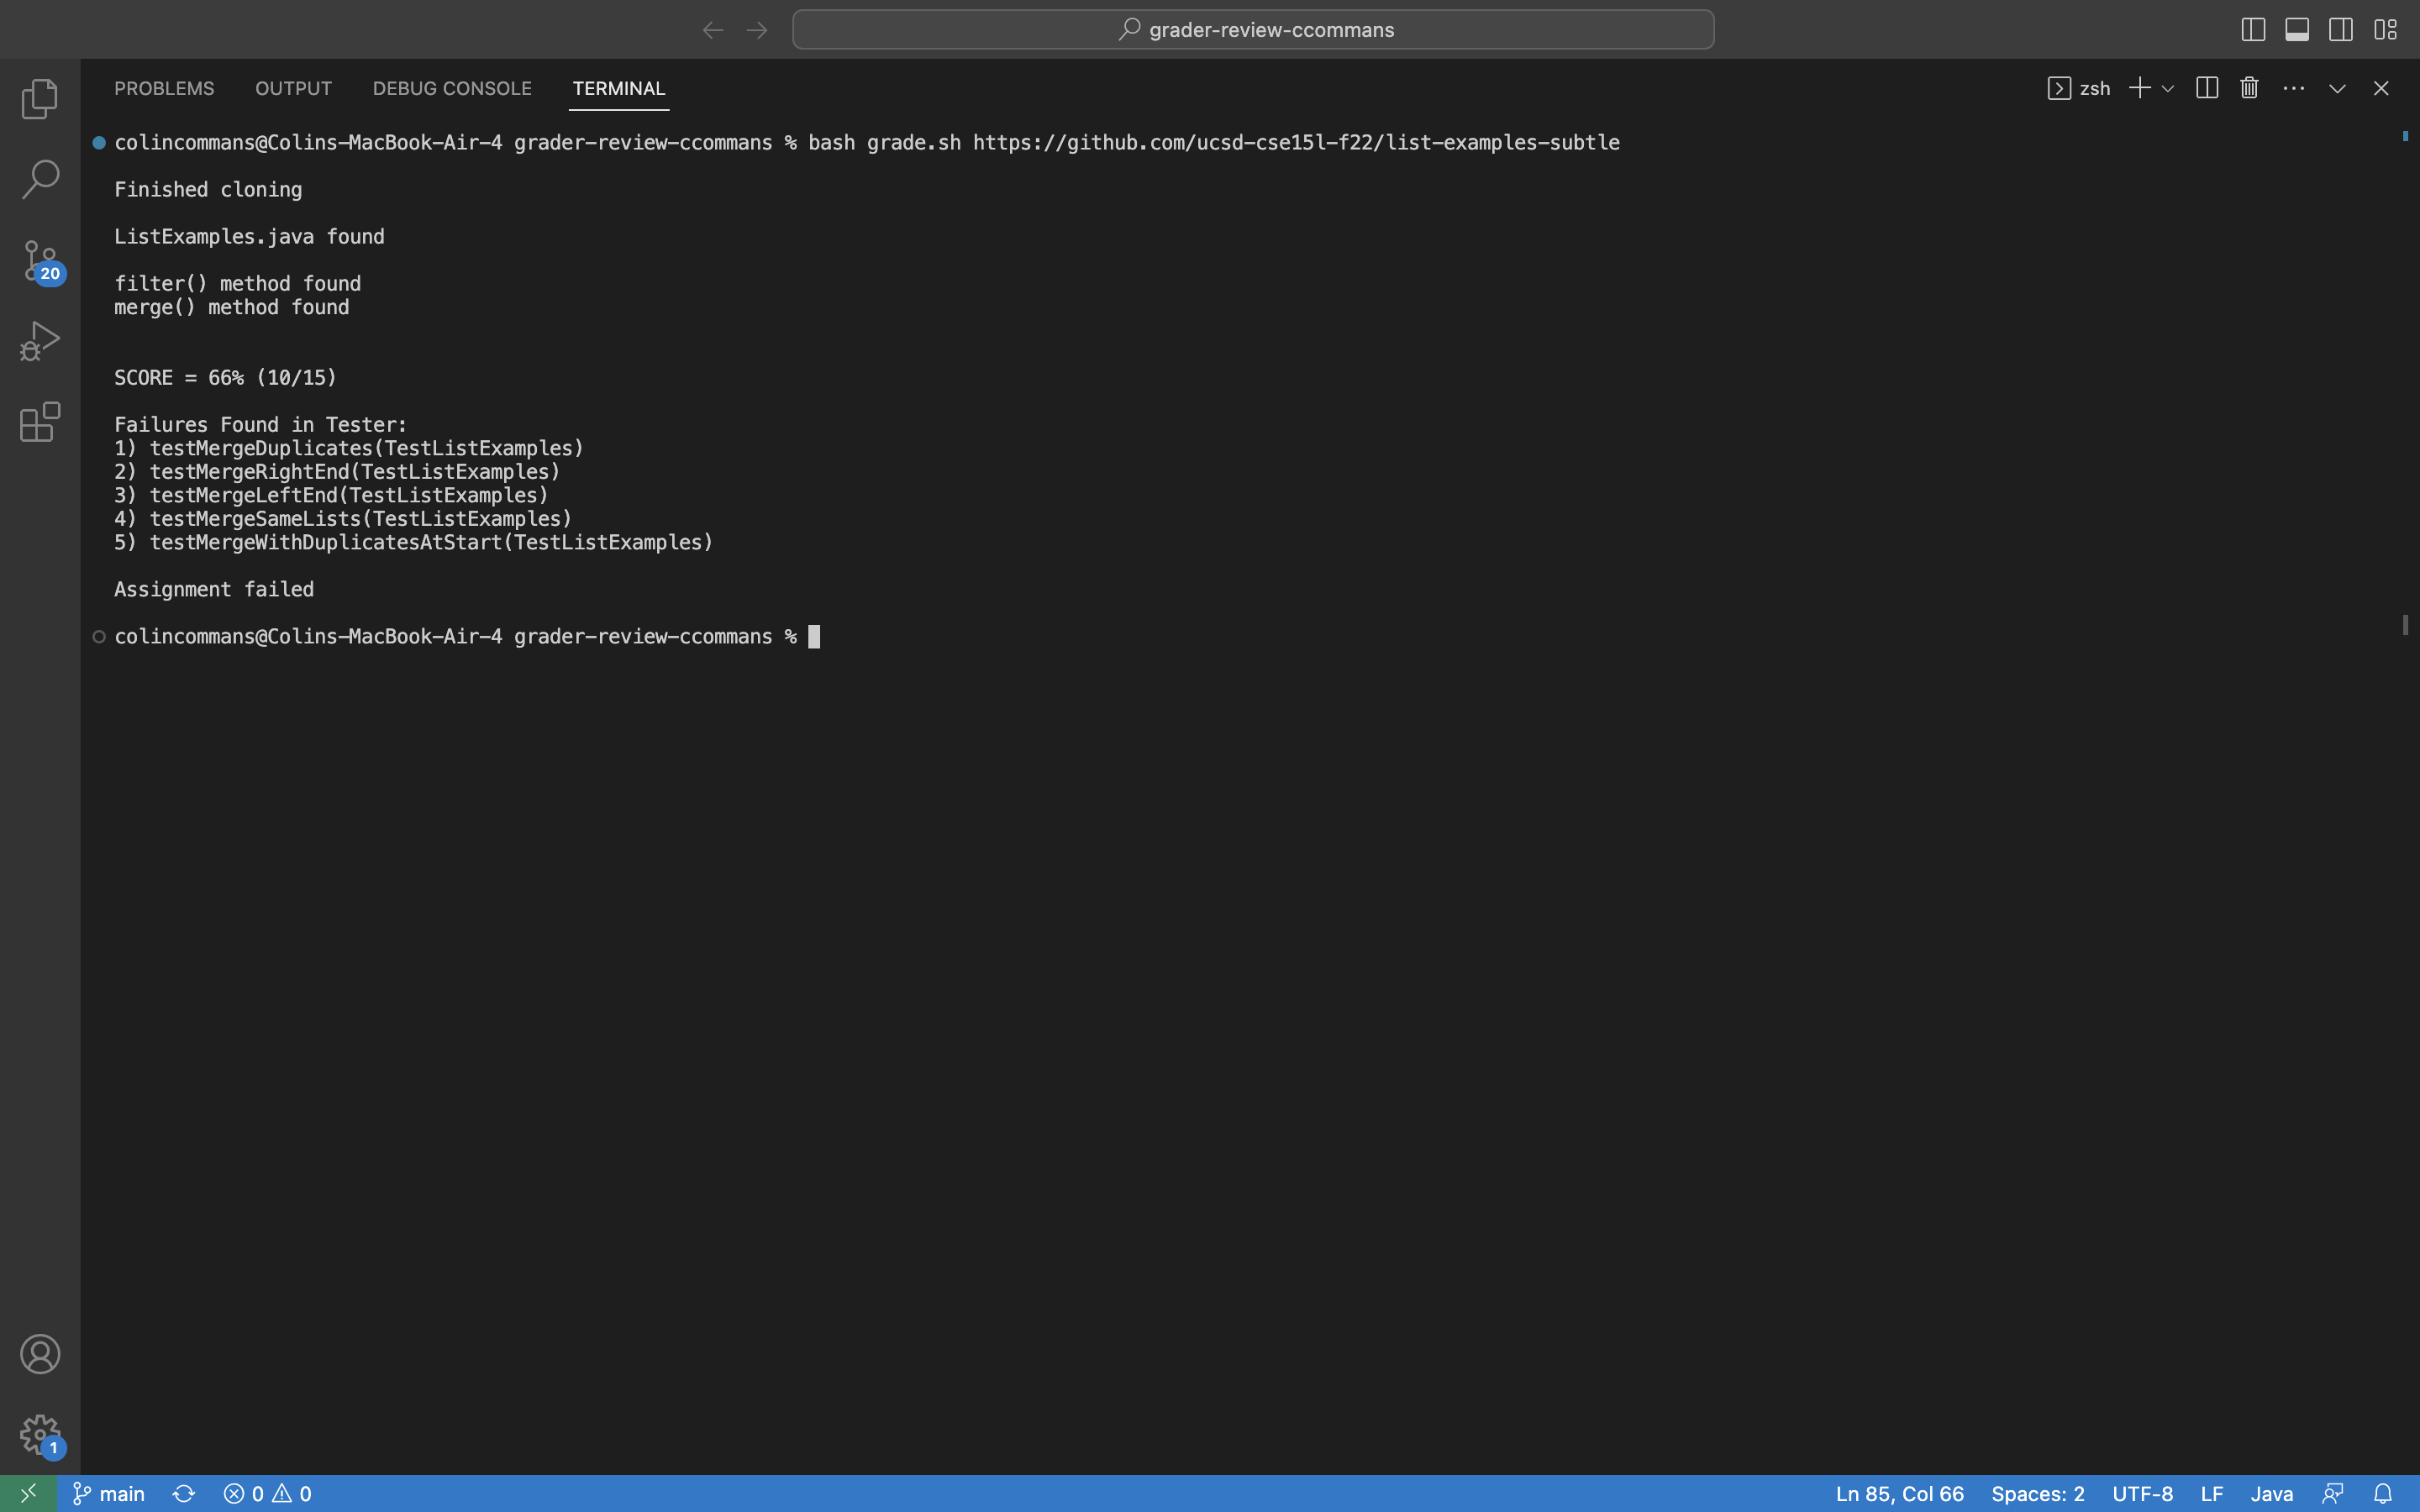 grader-review-ccommans
PROBLEMS OUTPUT DEBUG CONSOLE TERMINAL zsh
colincommans@Colins-MacBook-Air-4 grader-review-ccommans % bash grade.sh https://github.com/ucsd-cse15l-f22/list-examples-subtle
Finished cloning
ListExamples.java found
filter() method found
merge() method found
SCORE = 66% (10/15)
Failures Found in Tester:
1) testMergeDuplicates(TestListExamples)
2) testMergeRightEnd(TestListExamples)
3) testMergeLeftEnd(TestListExamples)
4) testMergeSameLists(TestListExamples)
5) testMergeWithDuplicatesAtStart(TestListExamples)
Assignment failed
colincommans@Colins-MacBook-Air-4 grader-review-ccommans %
20
1
main 0 0 Ln 85, Col 66 Spaces: 2 UTF-8 LF Java